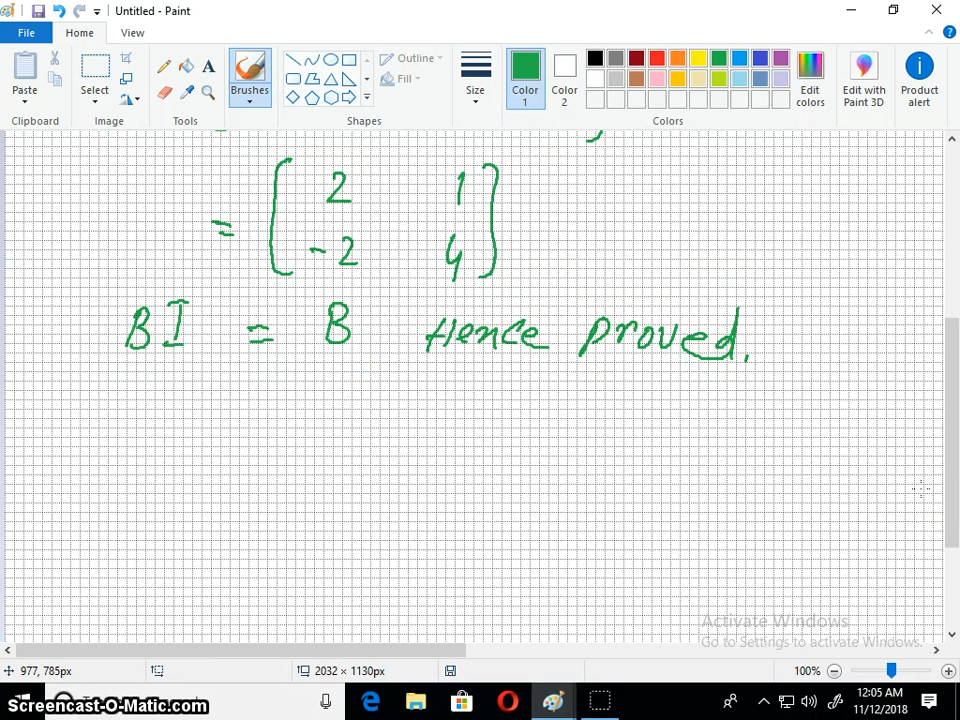 Untitled - Paint
File Home View
Paste Select Brushes Outline Fill Size Color 1 Color 2 Edit colors Edit with Paint 3D Product alert
Clipboard Image Tools Shapes Colors
2 1
= 
-2 4
BI = B Hence proved.
Activate Windows
Go to Settings to activate Windows.
977, 785px 2032 × 1130px 100%
12:05 AM
11/12/2018
Screencast-O-Matic.com